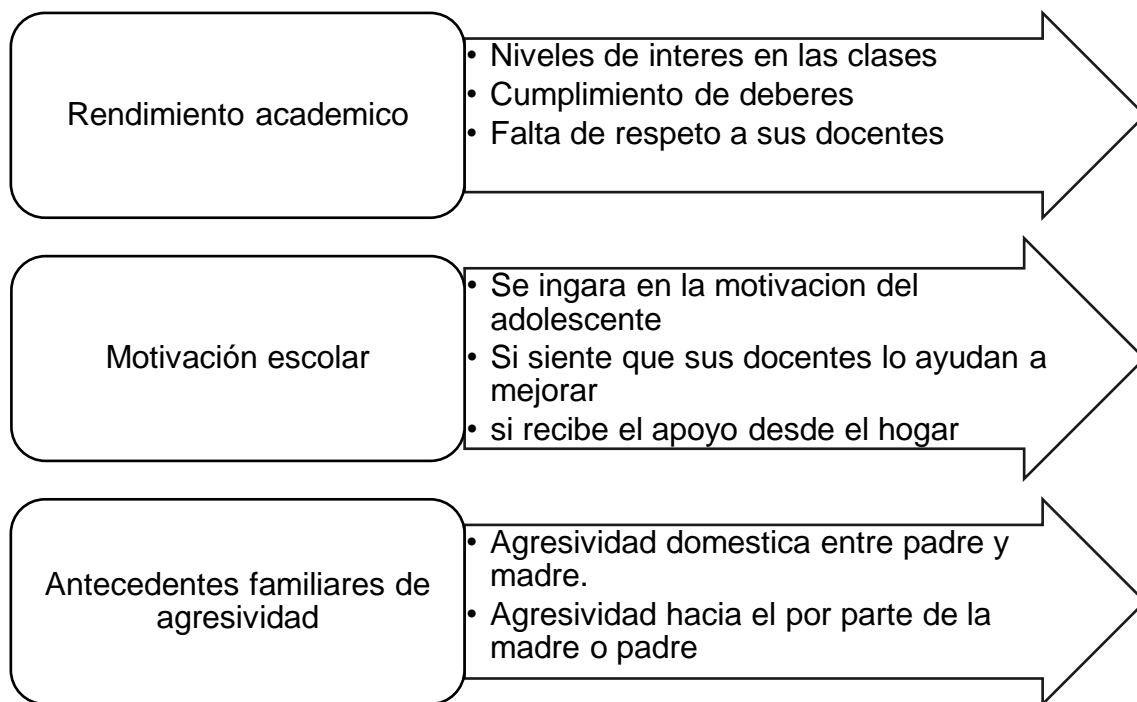 Rendimiento academico
• Niveles de interes en las clases
• Cumplimiento de deberes
• Falta de respeto a sus docentes
Motivación escolar
• Se ingara en la motivacion del
adolescente
• Si siente que sus docentes lo ayudan a
mejorar
• si recibe el apoyo desde el hogar
Antecedentes familiares de
agresividad
• Agresividad domestica entre padre y
madre.
• Agresividad hacia el por parte de la
madre o padre